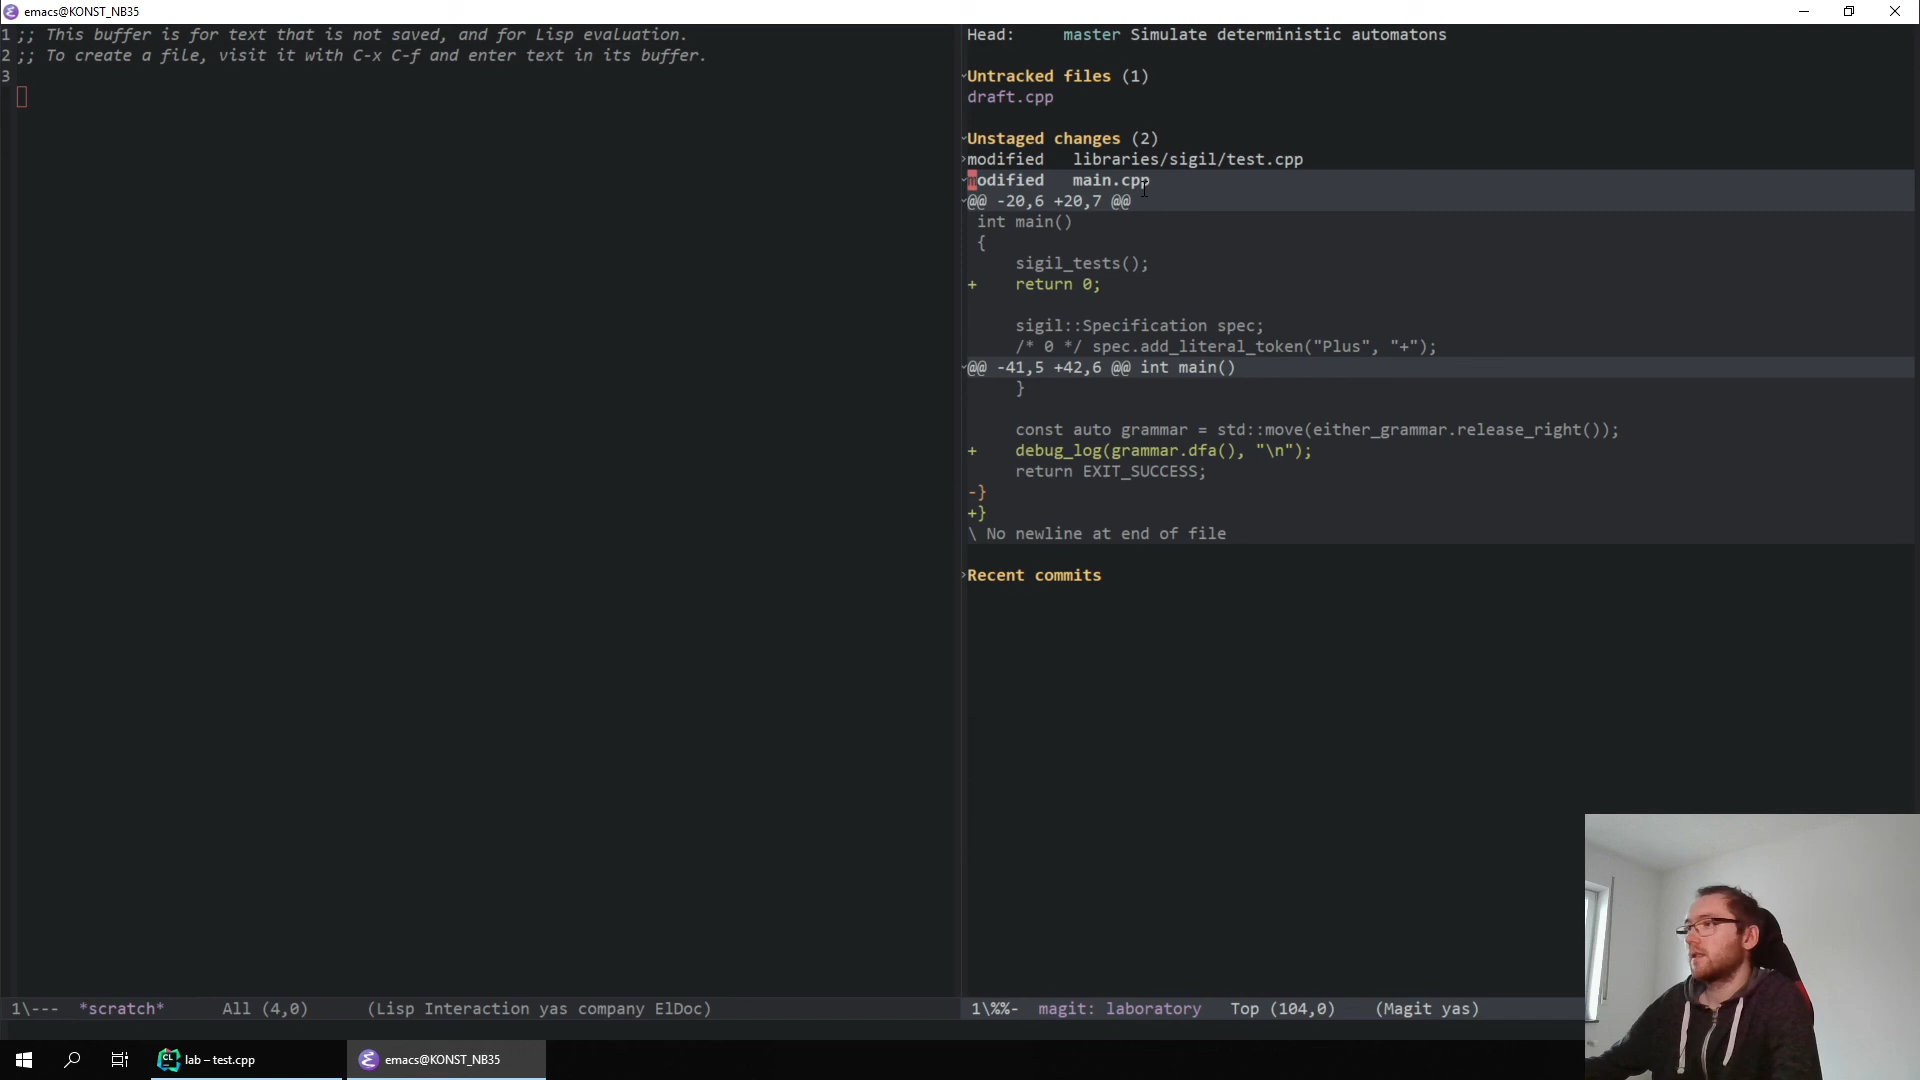 emacs@KONST_NB35
1 ;; This buffer is for text that is not saved, and for Lisp evaluation.
2 ;; To create a file, visit it with C-x C-f and enter text in its buffer.
3
Head:     master Simulate deterministic automatons
Untracked files (1)
draft.cpp
Unstaged changes (2)
modified   libraries/sigil/test.cpp
modified   main.cpp
@@ -20,6 +20,7 @@
int main()
{
    sigil_tests();
+    return 0;
    sigil::Specification spec;
    /* 0 */ spec.add_literal_token("Plus", "+");
@@ -41,5 +42,6 @@ int main()
    }
    const auto grammar = std::move(either_grammar.release_right());
+    debug_log(grammar.dfa(), "\n");
    return EXIT_SUCCESS;
-}
+}
\ No newline at end of file
Recent commits
1\---  *scratch*      All (4,0)      (Lisp Interaction yas company ElDoc)
1\%%-  magit: laboratory   Top (104,0)    (Magit yas)
CL lab – test.cpp
emacs@KONST_NB35